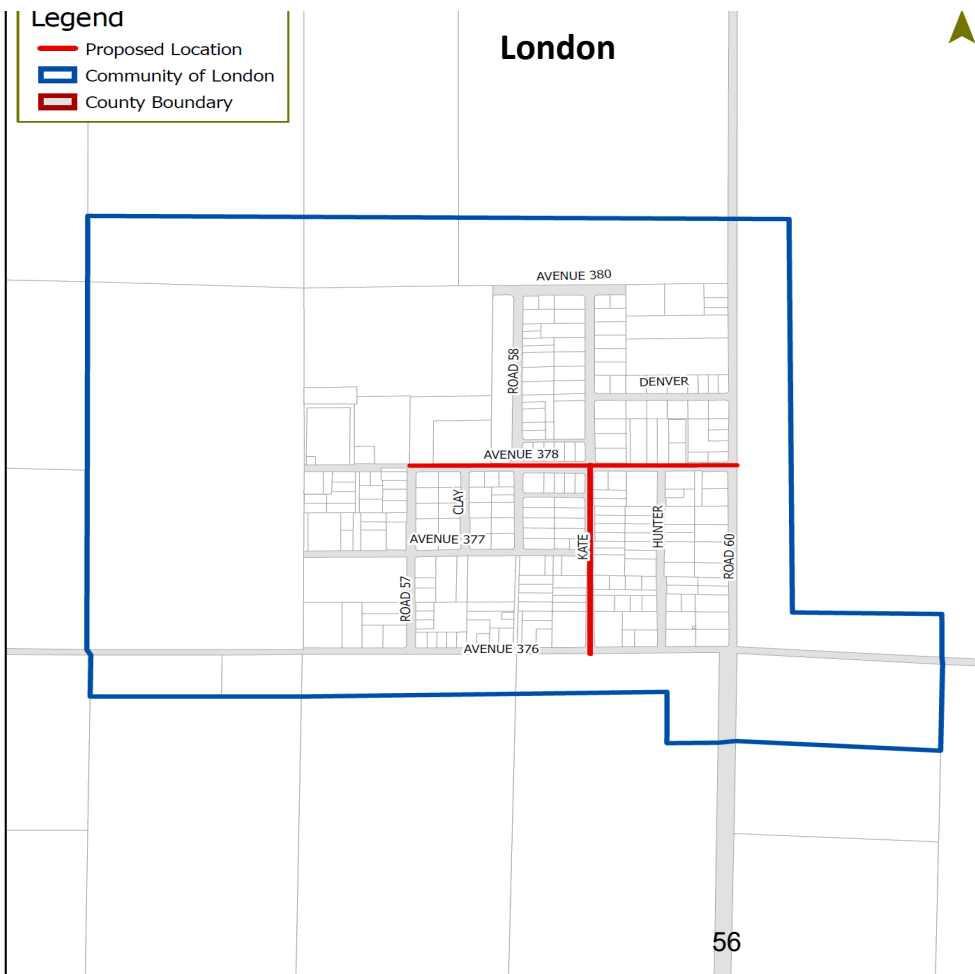 Legend
London
Proposed Location
Community of London
County Boundary
AVENUE 380
ROAD 58
DENVER
AVENUE 378
CLAY
HUNTER
AVENUE 377
KATE
ROAD 60
ROAD 57
AVENUE 376
56